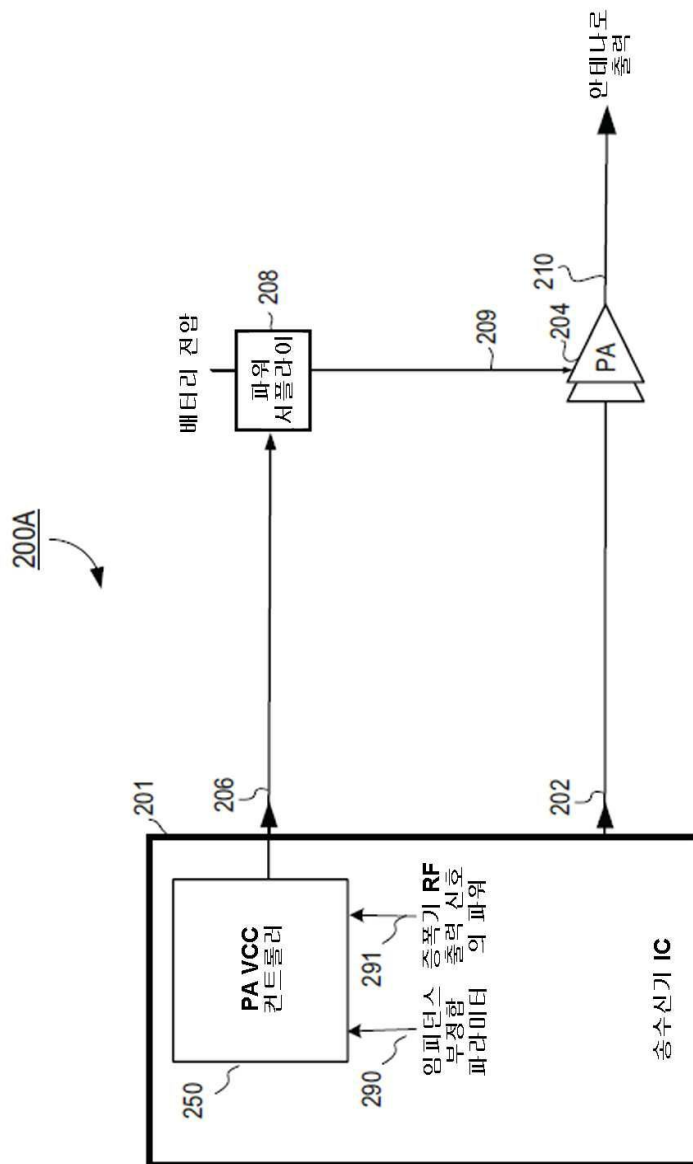 200A
201
PA VCC
컨트롤러
250
임피던스
부정합
파라미터
290
증폭기 RF
출력 신호
의 파워
291
송수신기 IC
206
배터리 전압
파워
서플라이
208
209
202
PA
204
210
안테나로
출력